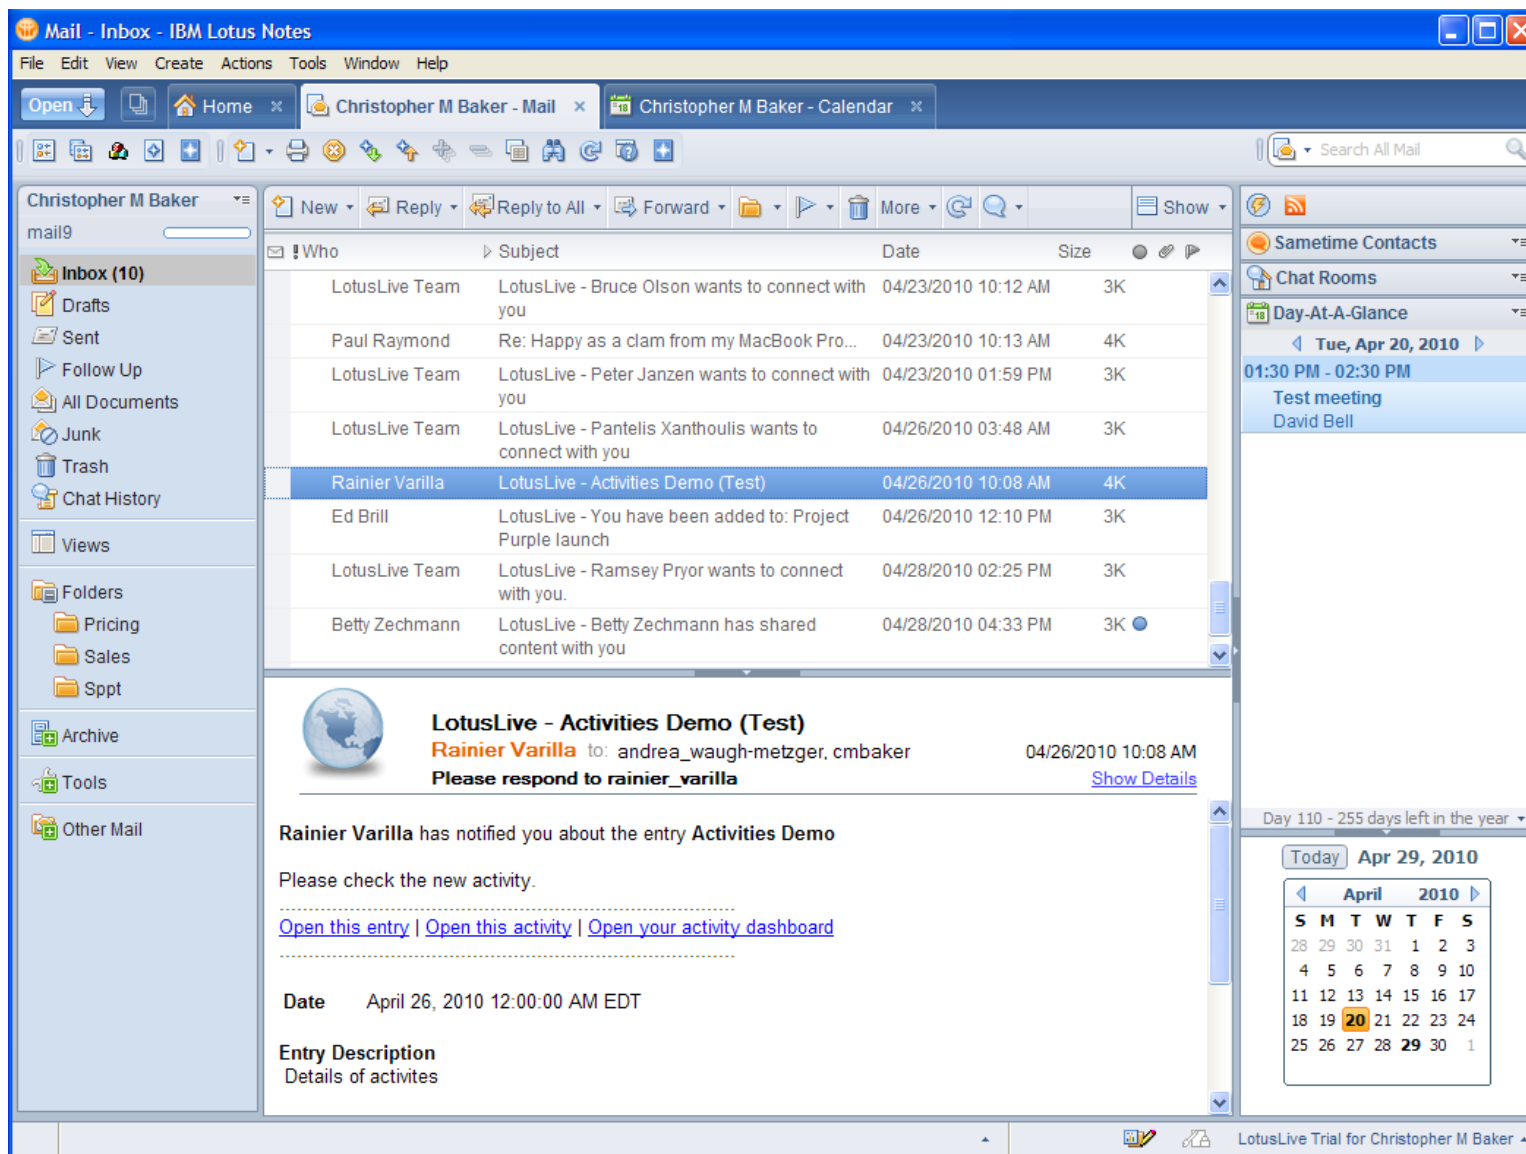 Mail - Inbox - IBM Lotus Notes
File Edit View Create Actions Tools Window Help
Open Home Christopher M Baker - Mail Christopher M Baker - Calendar
Search All Mail
Christopher M Baker
mail9
Inbox (10)
Drafts
Sent
Follow Up
All Documents
Junk
Trash
Chat History
Views
Folders
Pricing
Sales
Sppt
Archive
Tools
Other Mail
New Reply Reply to All Forward More Show
! Who Subject Date Size
LotusLive Team LotusLive - Bruce Olson wants to connect with 04/23/2010 10:12 AM 3K
you
Paul Raymond Re: Happy as a clam from my MacBook Pro... 04/23/2010 10:13 AM 4K
LotusLive Team LotusLive - Peter Janzen wants to connect with 04/23/2010 01:59 PM 3K
you
LotusLive Team LotusLive - Pantelis Xanthoulis wants to 04/26/2010 03:48 AM 3K
connect with you
Rainier Varilla LotusLive - Activities Demo (Test) 04/26/2010 10:08 AM 4K
Ed Brill LotusLive - You have been added to: Project 04/26/2010 12:10 PM 3K
Purple launch
LotusLive Team LotusLive - Ramsey Pryor wants to connect 04/28/2010 02:25 PM 3K
with you.
Betty Zechmann LotusLive - Betty Zechmann has shared 04/28/2010 04:33 PM 3K
content with you
LotusLive - Activities Demo (Test)
Rainier Varilla to: andrea_waugh-metzger, cmbaker 04/26/2010 10:08 AM
Please respond to rainier_varilla Show Details
Rainier Varilla has notified you about the entry Activities Demo
Please check the new activity.
Open this entry | Open this activity | Open your activity dashboard
Date April 26, 2010 12:00:00 AM EDT
Entry Description
Details of activites
Sametime Contacts
Chat Rooms
18 Day-At-A-Glance
Tue, Apr 20, 2010
01:30 PM - 02:30 PM
Test meeting
David Bell
Day 110 - 255 days left in the year
Today Apr 29, 2010
April 2010
S M T W T F S
28 29 30 31 1 2 3
4 5 6 7 8 9 10
11 12 13 14 15 16 17
18 19 20 21 22 23 24
25 26 27 28 29 30 1
LotusLive Trial for Christopher M Baker